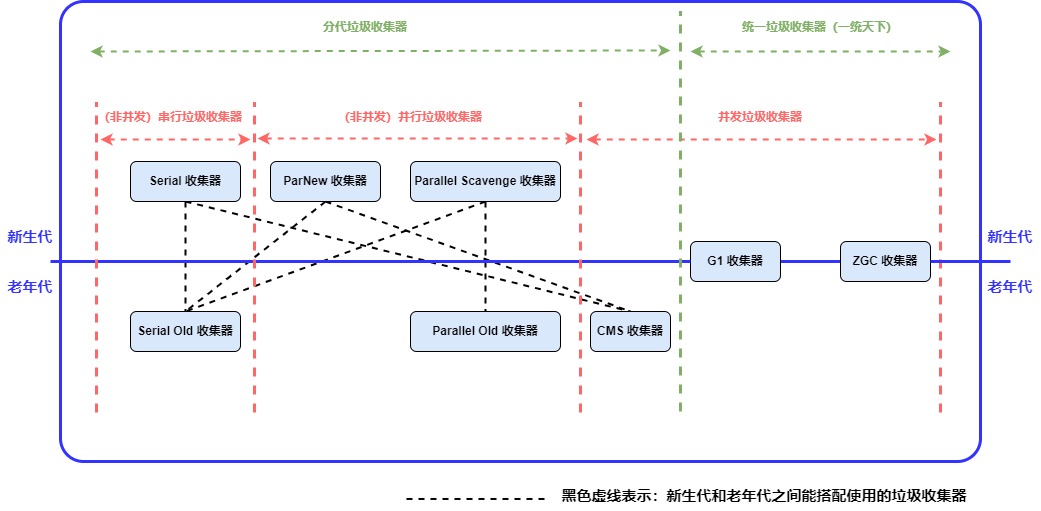 分代垃圾收集器
统一垃圾收集器（一统天下）
（非并发）串行垃圾收集器
（非并发）并行垃圾收集器
并发垃圾收集器
Serial 收集器
ParNew 收集器
Parallel Scavenge 收集器
新生代
新生代
G1 收集器
ZGC 收集器
老年代
老年代
Serial Old 收集器
Parallel Old 收集器
CMS 收集器
黑色虚线表示：新生代和老年代之间能搭配使用的垃圾收集器